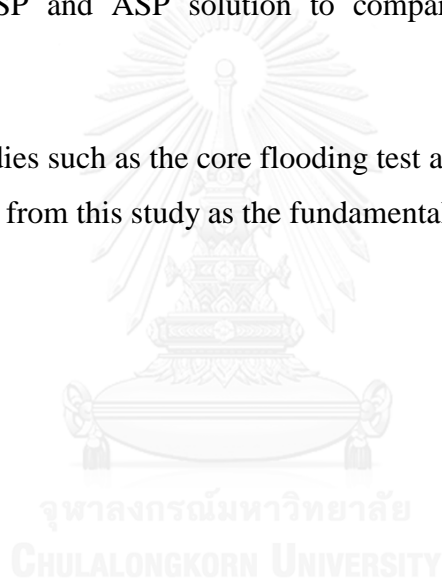 SP and ASP solution to compar
dies such as the core flooding test a
from this study as the fundamental
จุฬาลงกรณ์มหาวิทยาลัย
CHULALONGKORN UNIVERSITY